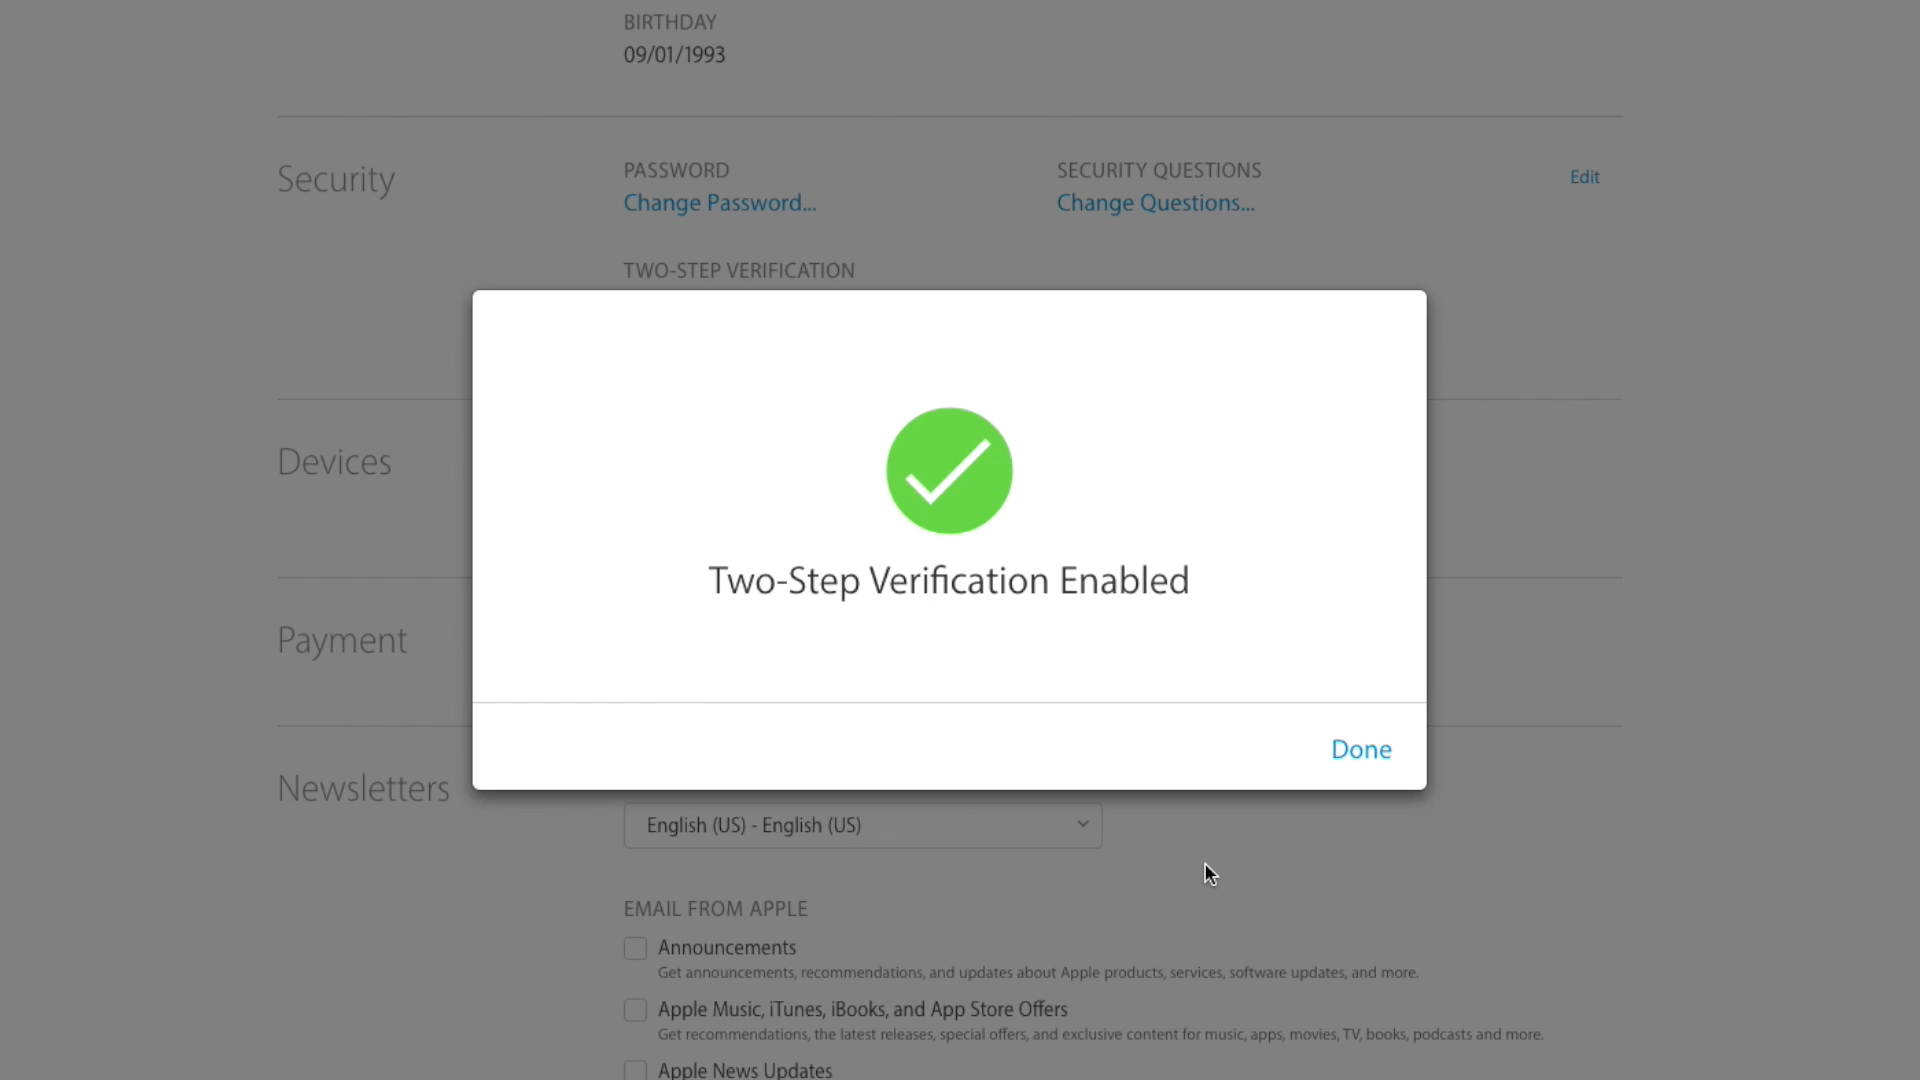 BIRTHDAY
09/01/1993
Security
PASSWORD
SECURITY QUESTIONS
Edit
Change Password...
Change Questions...
TWO-STEP VERIFICATION
Two-Step Verification Enabled
Done
Devices
Payment
Newsletters
English (US) - English (US)
EMAIL FROM APPLE
Announcements
Get announcements, recommendations, and updates about Apple products, services, software updates, and more.
Apple Music, iTunes, iBooks, and App Store Offers
Get recommendations, the latest releases, special offers, and exclusive content for music, apps, movies, TV, books, podcasts and more.
Apple News Updates